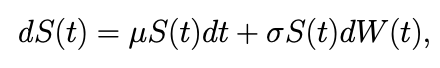 dS(t) = μS(t)dt + σS(t)dW(t),